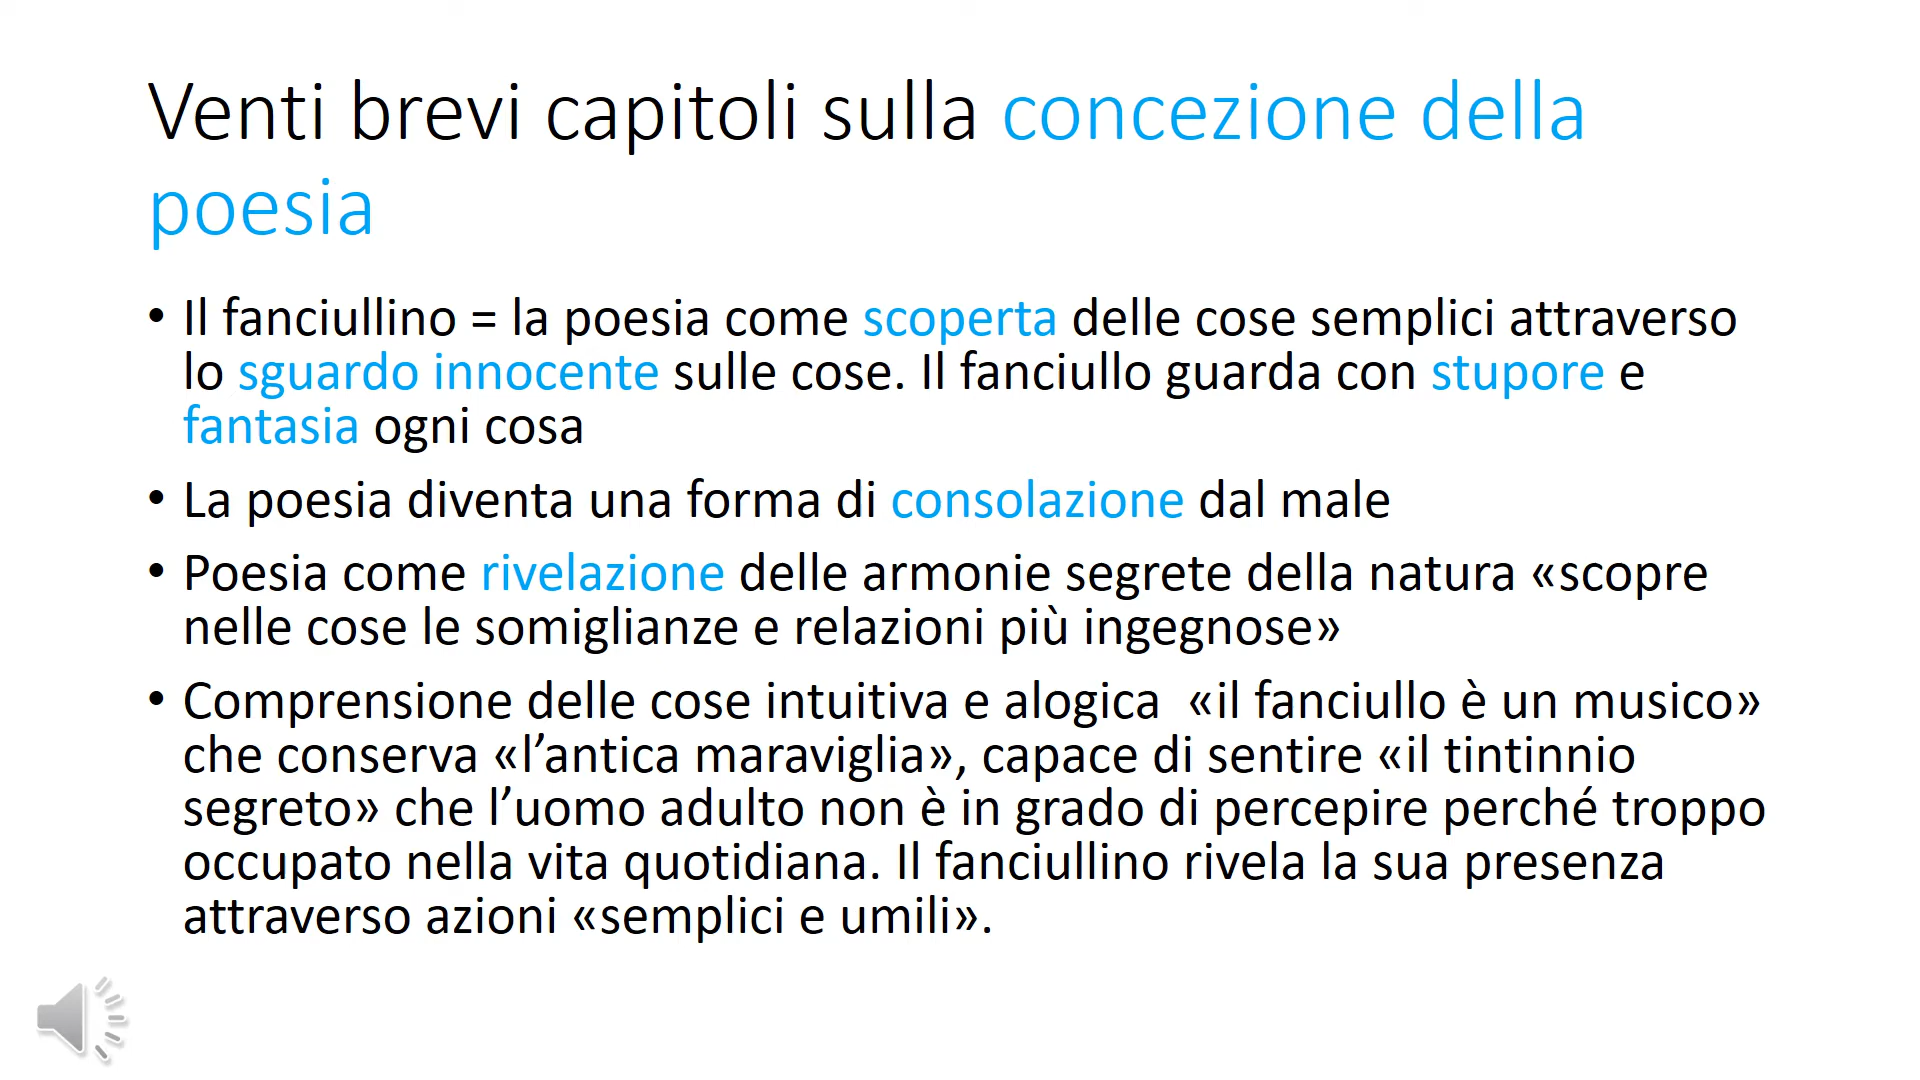 Venti brevi capitoli sulla concezione della
poesia
• Il fanciullino = la poesia come scoperta delle cose semplici attraverso
lo sguardo innocente sulle cose. Il fanciullo guarda con stupore e
fantasia ogni cosa
• La poesia diventa una forma di consolazione dal male
• Poesia come rivelazione delle armonie segrete della natura «scopre
nelle cose le somiglianze e relazioni più ingegnose»
• Comprensione delle cose intuitiva e alogica  «il fanciullo è un musico»
che conserva «l’antica maraviglia», capace di sentire «il tintinnio
segreto» che l’uomo adulto non è in grado di percepire perché troppo
occupato nella vita quotidiana. Il fanciullino rivela la sua presenza
attraverso azioni «semplici e umili».